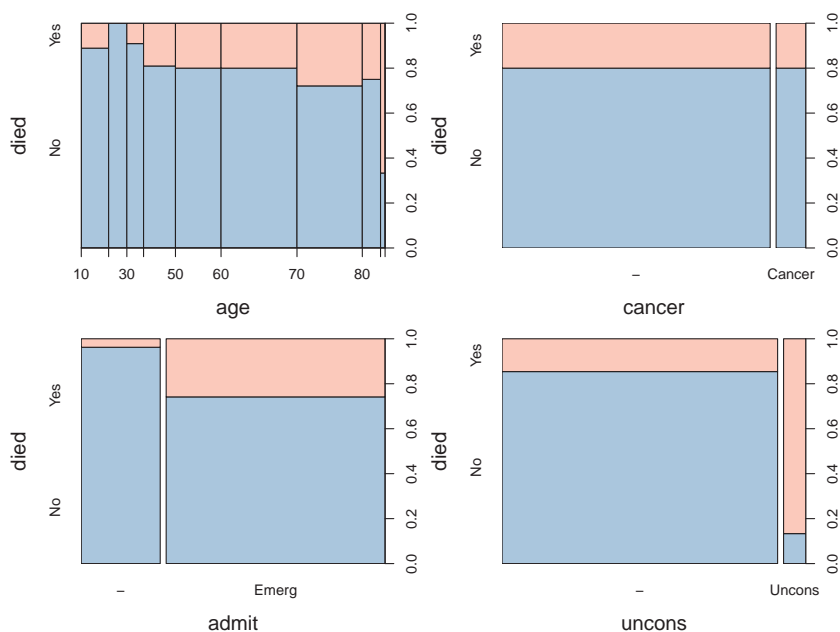 died
Yes
No
0.0 0.2 0.4 0.6 0.8 1.0
10 30 50 60 70 80
age
died
Yes
No
0.0 0.2 0.4 0.6 0.8 1.0
– Cancer
cancer
died
Yes
No
0.0 0.2 0.4 0.6 0.8 1.0
– Emerg
admit
died
Yes
No
0.0 0.2 0.4 0.6 0.8 1.0
– Uncons
uncons